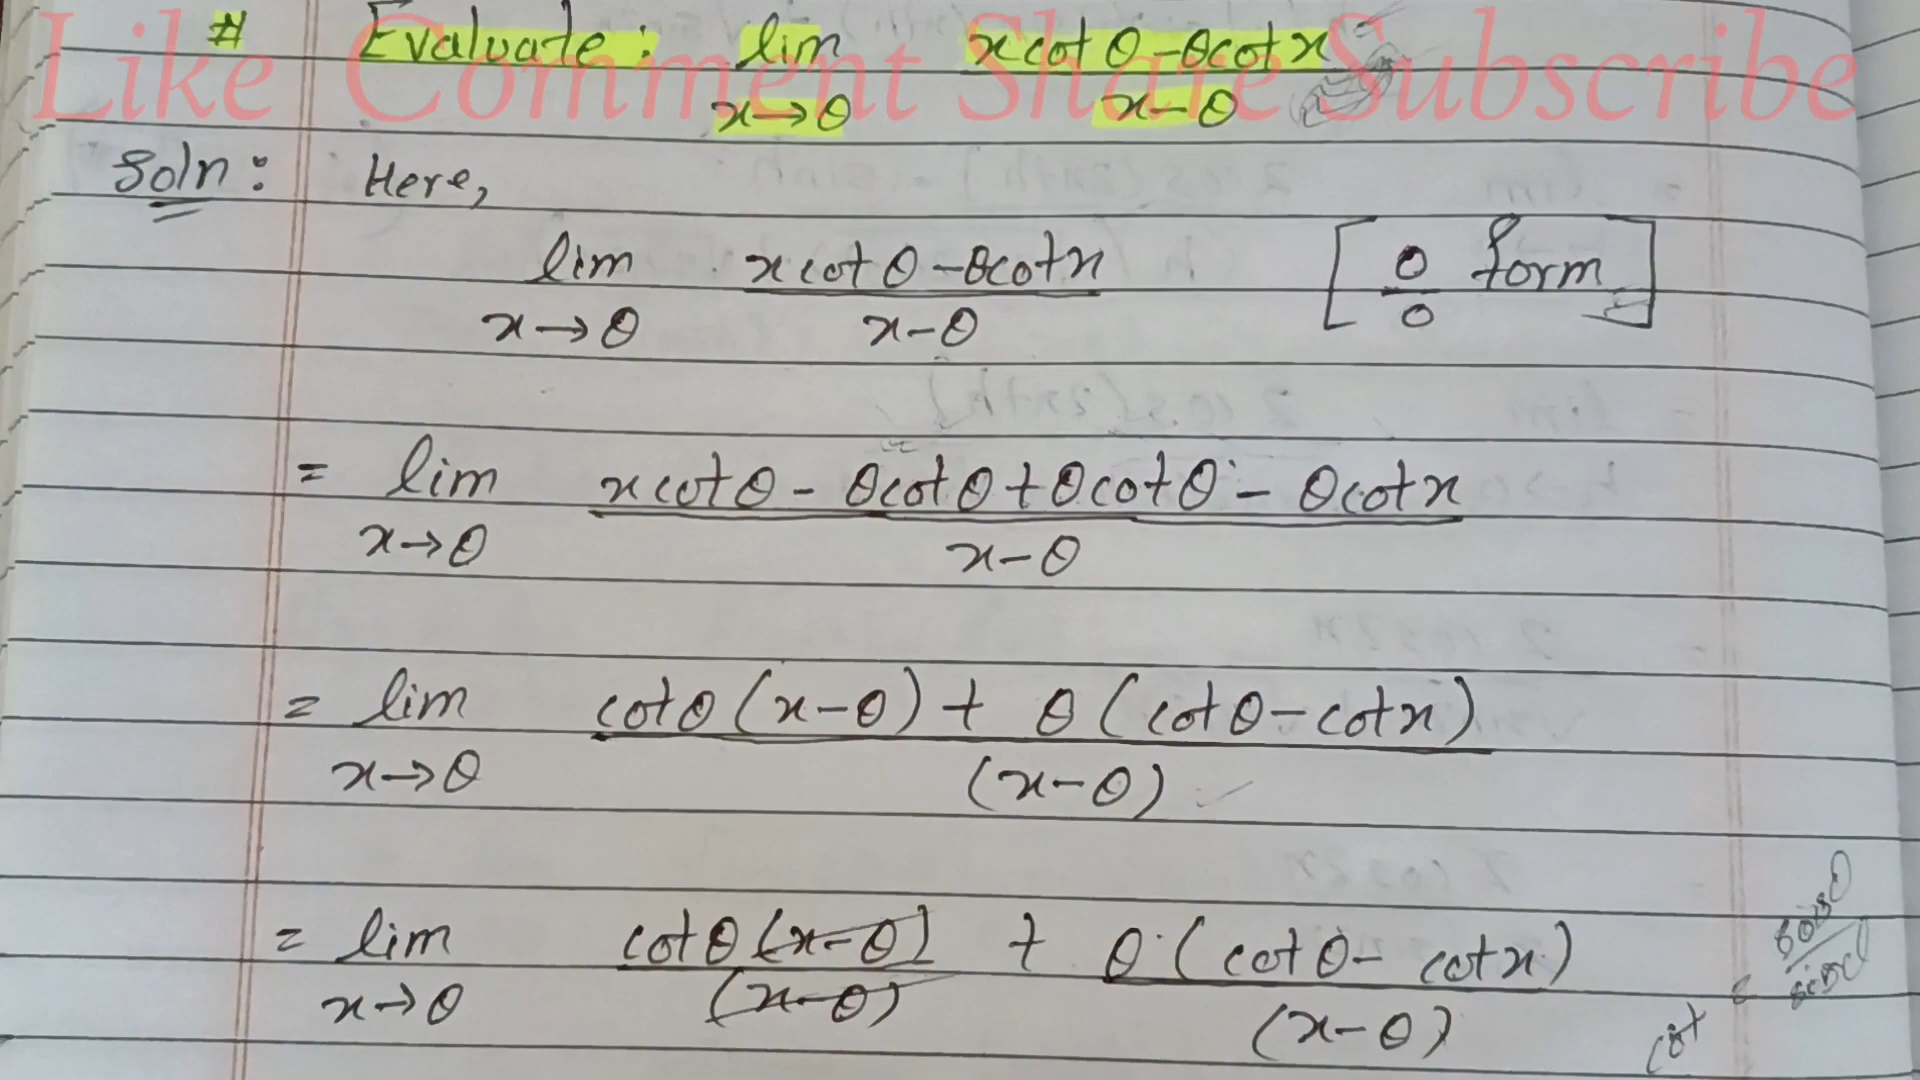 Like Comment Share Subscribe
# Evaluate: lim x→θ (x cot θ - θ cot x) / (x - θ)
Soln: Here,
lim x→θ (x cot θ - θ cot x) / (x - θ) [0/0 form]
= lim x→θ (x cot θ - θ cot θ + θ cot θ - θ cot x) / (x - θ)
= lim x→θ (cot θ (x - θ) + θ (cot θ - cot x)) / (x - θ)
= lim x→θ cot θ (x - θ) / (x - θ) + θ (cot θ - cot x) / (x - θ)
cot =